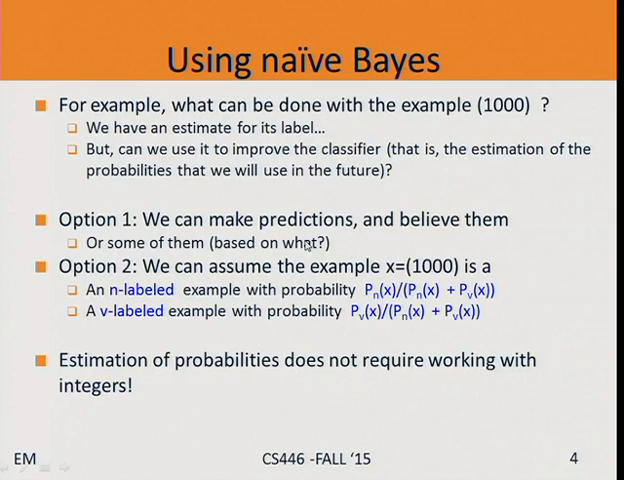 Using naïve Bayes
For example, what can be done with the example (1000) ?
We have an estimate for its label…
But, can we use it to improve the classifier (that is, the estimation of the
probabilities that we will use in the future)?
Option 1: We can make predictions, and believe them
Or some of them (based on what?)
Option 2: We can assume the example x=(1000) is a
An n-labeled example with probability Pn(x)/(Pn(x) + Pv(x))
A v-labeled example with probability Pv(x)/(Pn(x) + Pv(x))
Estimation of probabilities does not require working with
integers!
EM CS446 -FALL ‘15 4